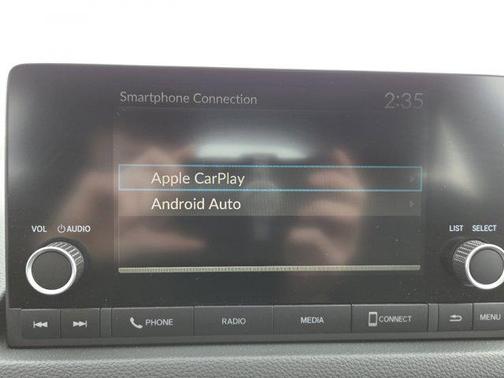 Smartphone Connection 2:35
Apple CarPlay
Android Auto
VOL AUDIO LIST SELECT
PHONE RADIO MEDIA CONNECT MENU